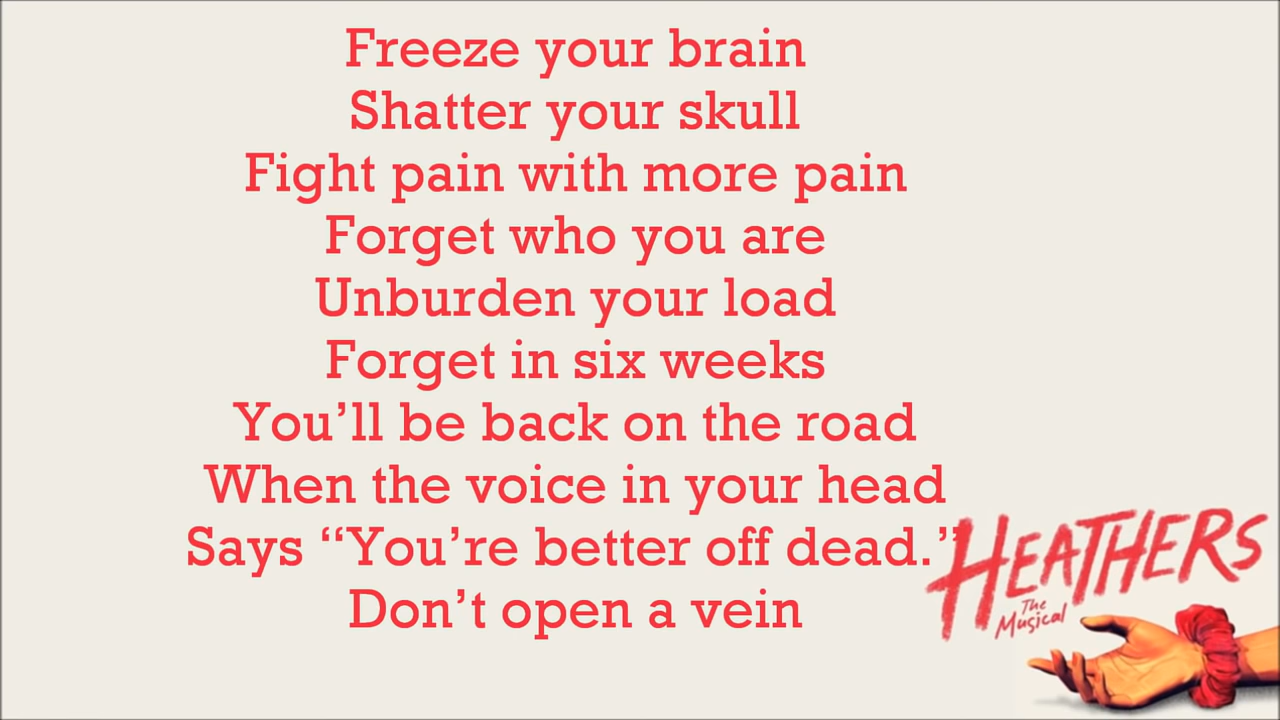 Freeze your brain
Shatter your skull
Fight pain with more pain
Forget who you are
Unburden your load
Forget in six weeks
You’ll be back on the road
When the voice in your head
Says “You’re better off dead.”
Don’t open a vein
HEATHERS
The
Musical